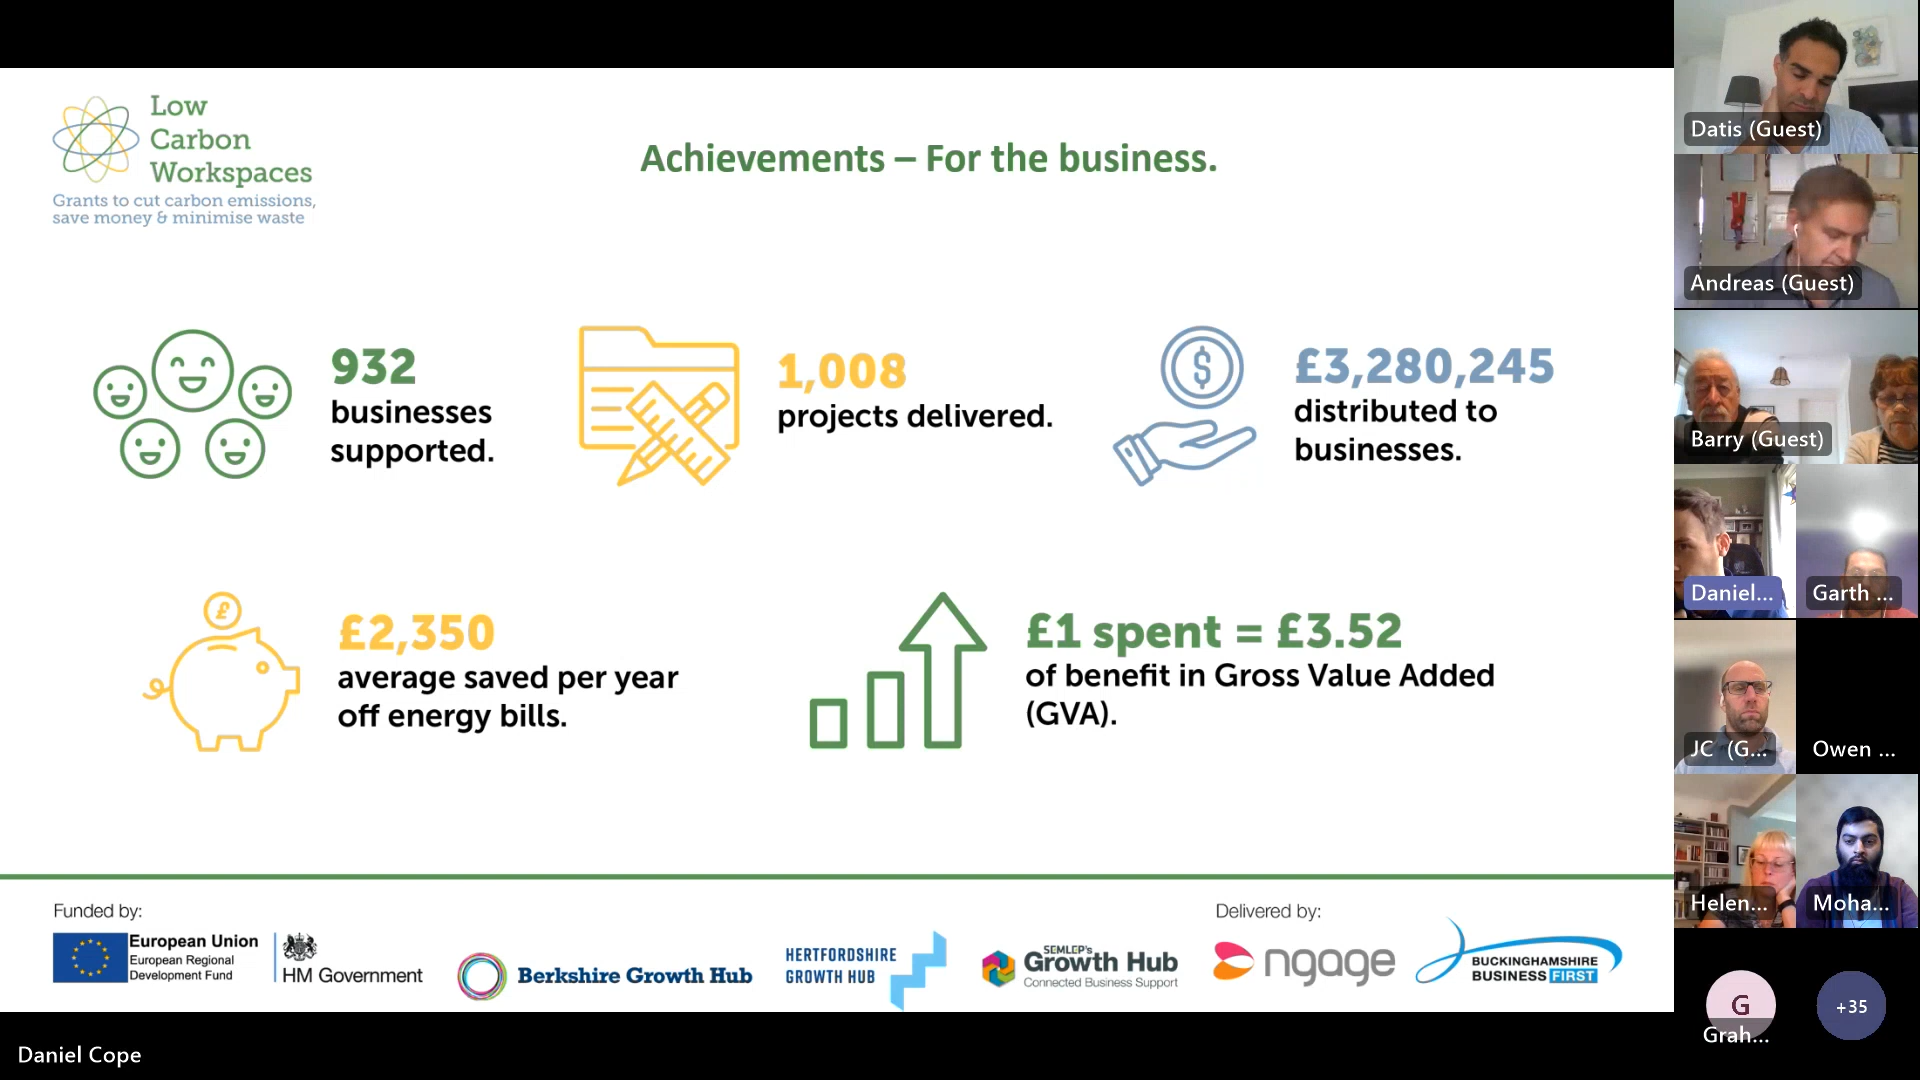 Low
Carbon
Workspaces
Grants to cut carbon emissions,
save money & minimise waste
Achievements – For the business.
932
businesses
supported.
1,008
projects delivered.
$
£3,280,245
distributed to
businesses.
£
£2,350
average saved per year
off energy bills.
£1 spent = £3.52
of benefit in Gross Value Added
(GVA).
Funded by:
European Union
European Regional
Development Fund
HM Government
Berkshire Growth Hub
HERTFORDSHIRE
GROWTH HUB
SEMLEP's
Growth Hub
Connected Business Support
Delivered by:
ngage
BUCKINGHAMSHIRE
BUSINESS FIRST
Daniel Cope
Datis (Guest)
Andreas (Guest)
Barry (Guest)
Daniel...
Garth ...
JC (G...
Owen ...
Helen...
Moha...
G
Grah...
+35